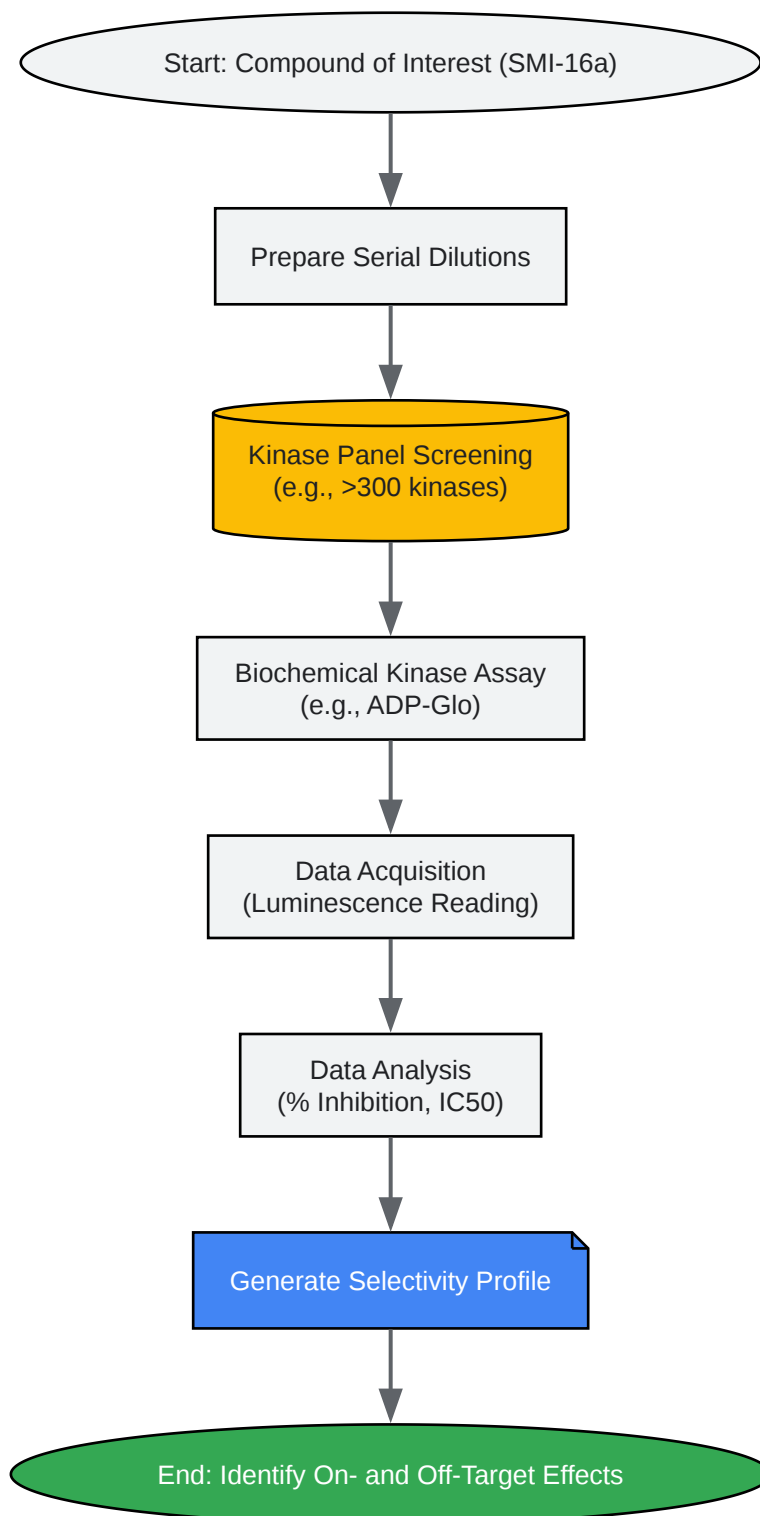 Start: Compound of Interest (SMI-16a)
Prepare Serial Dilutions
Kinase Panel Screening
(e.g., >300 kinases)
Biochemical Kinase Assay
(e.g., ADP-Glo)
Data Acquisition
(Luminescence Reading)
Data Analysis
(% Inhibition, IC50)
Generate Selectivity Profile
End: Identify On- and Off-Target Effects